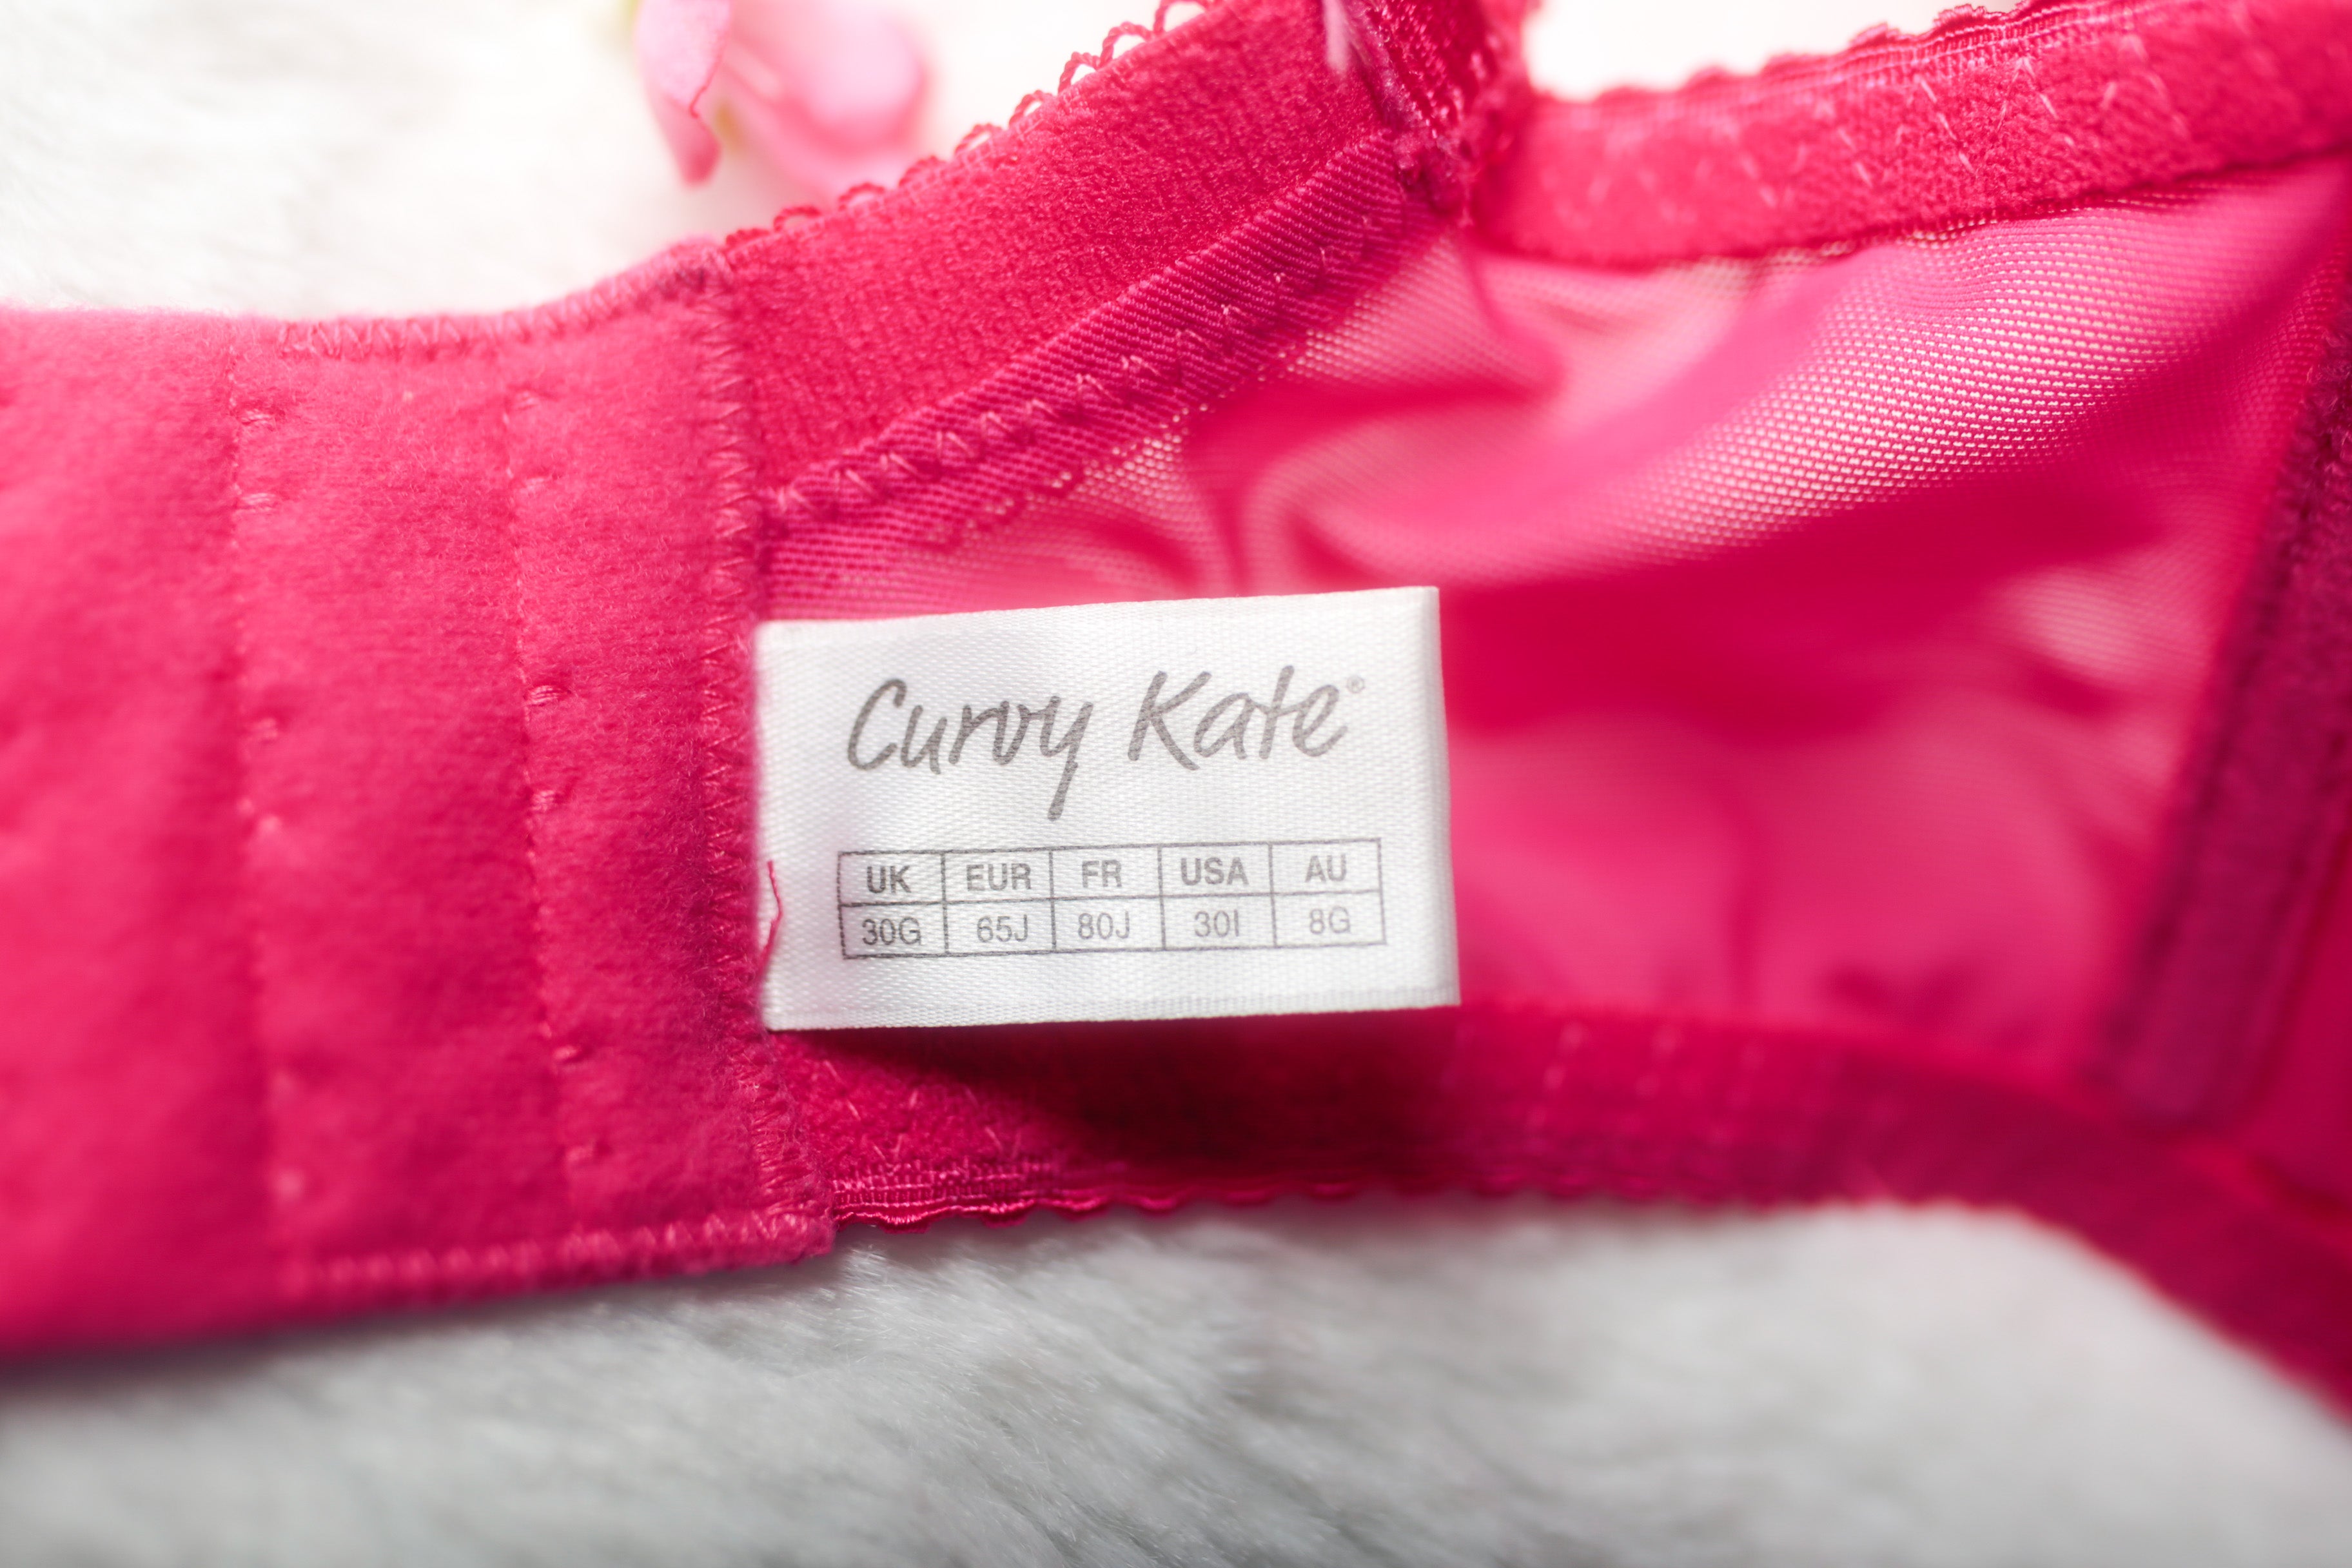 Curvy Kate®
UK EUR FR USA AU
30G 65J 80J 30I 8G